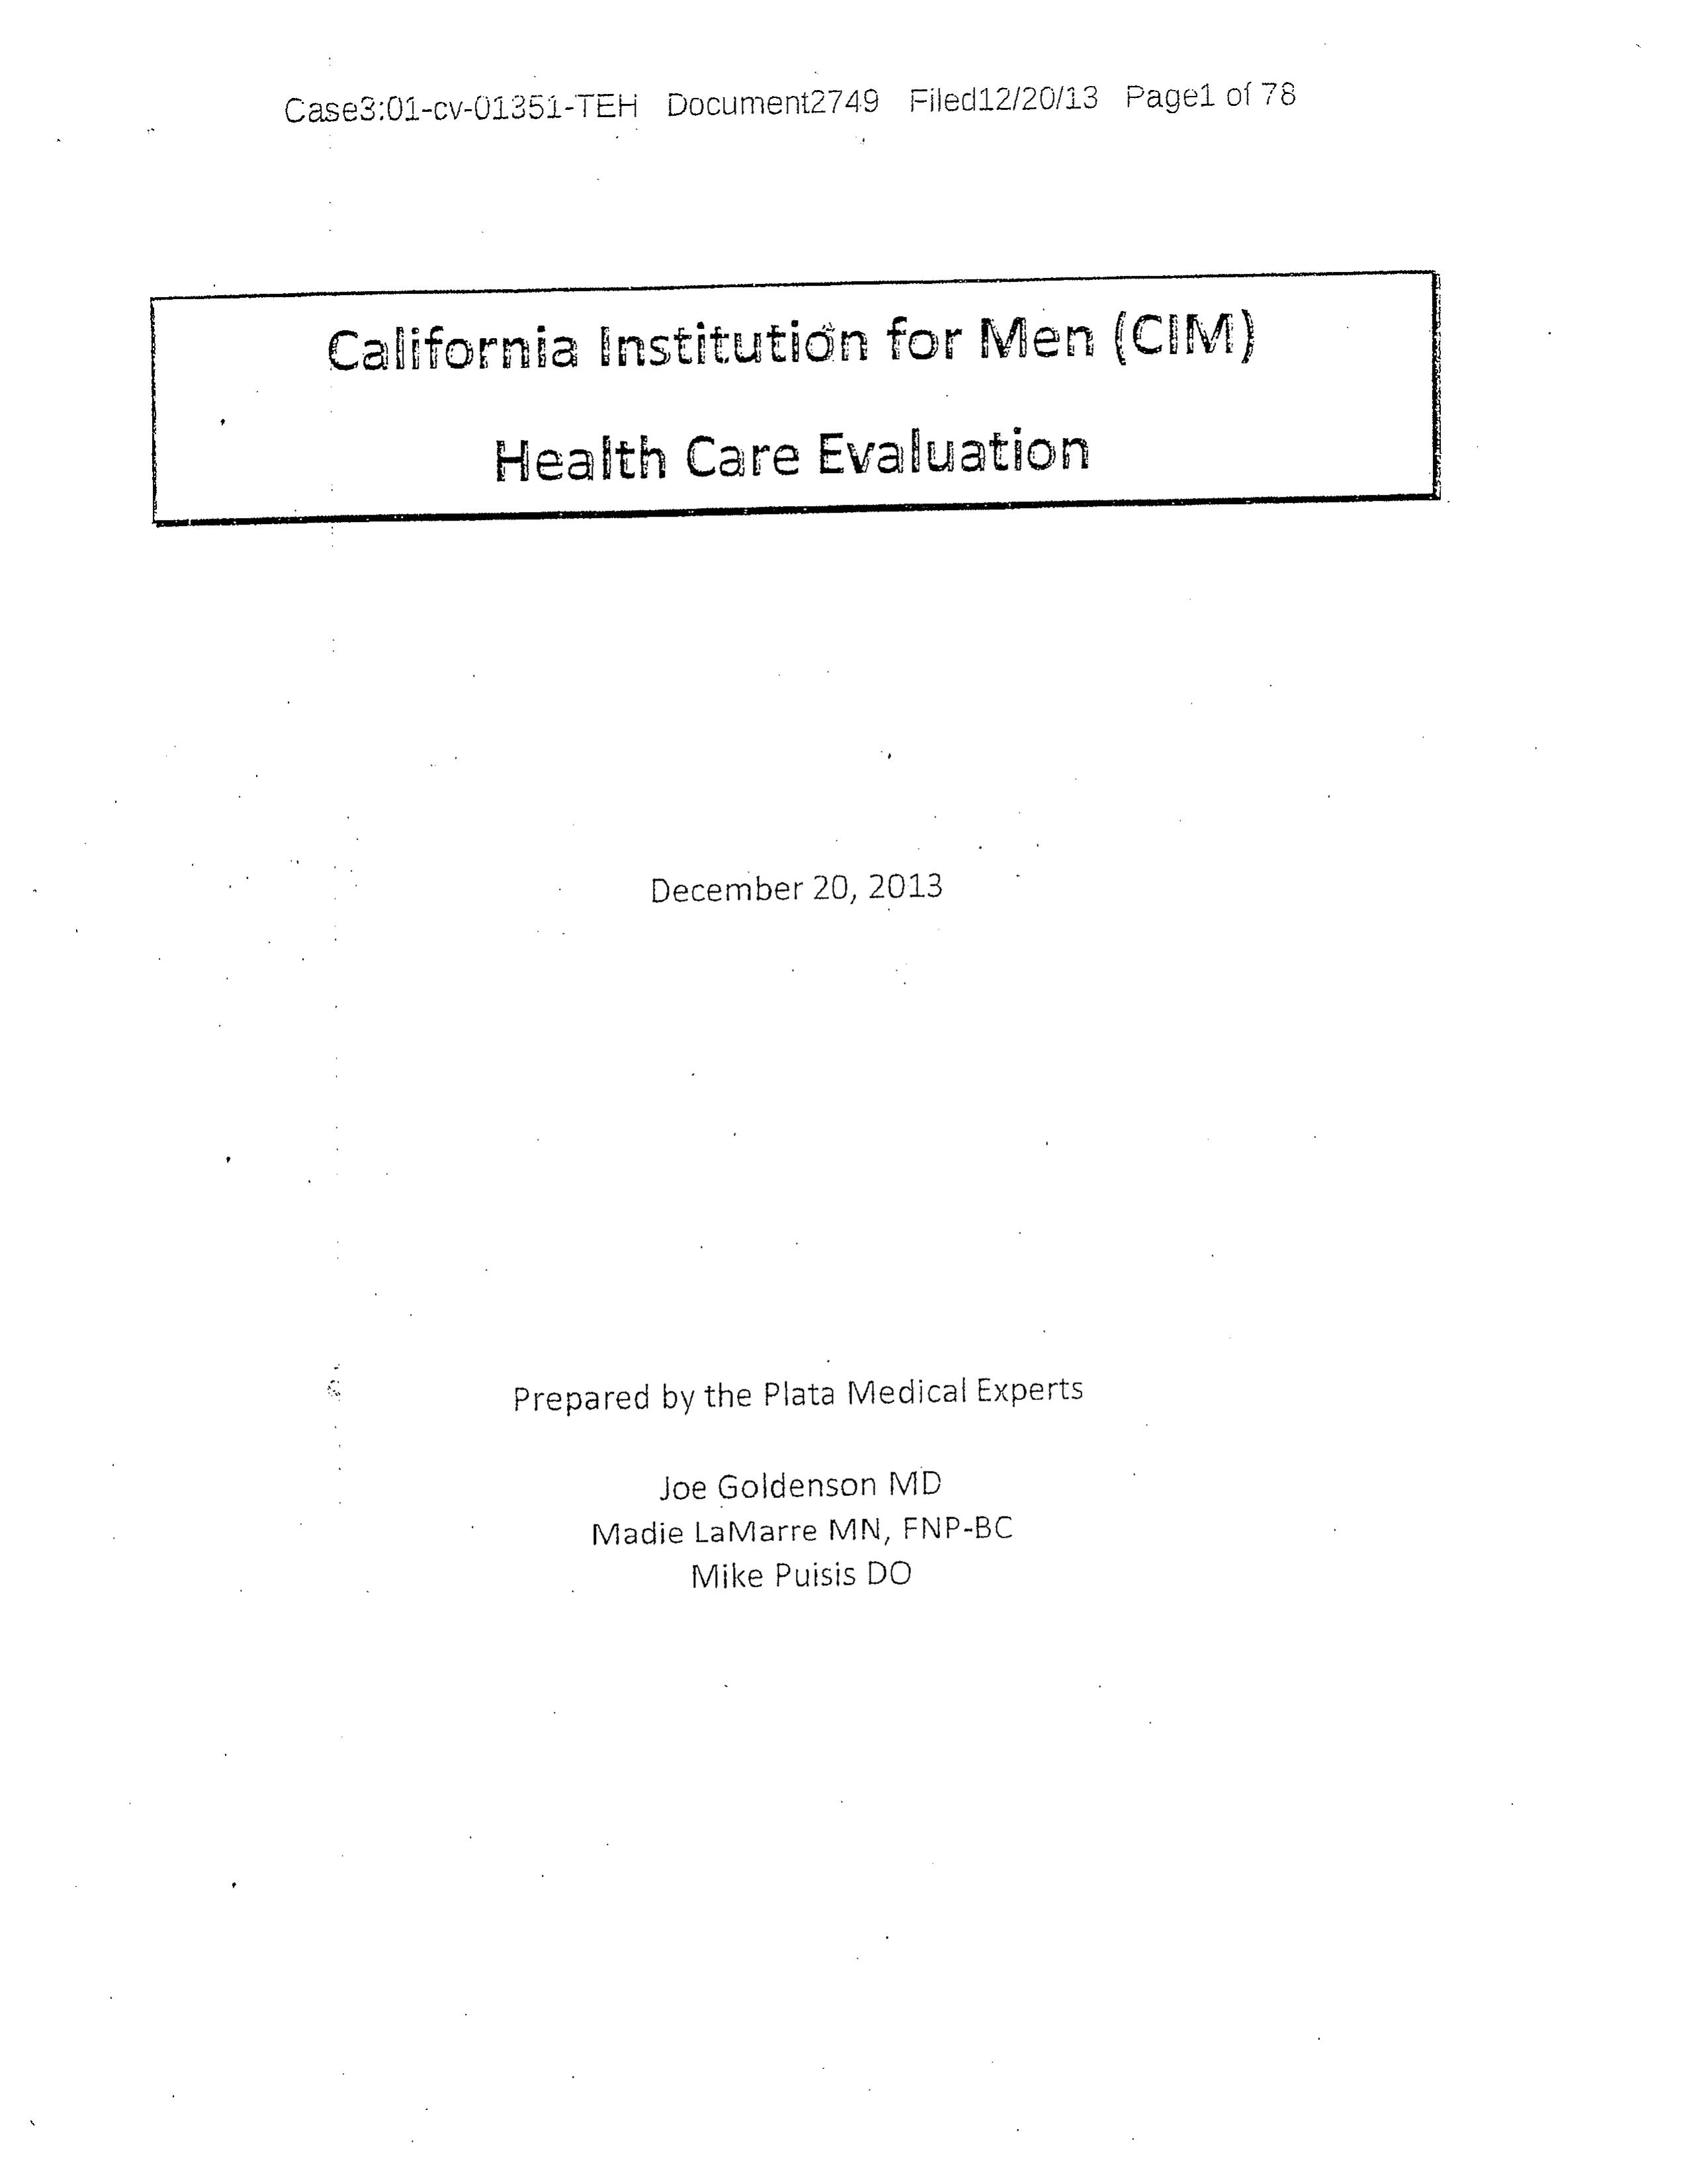 Case3:01-cv-01351-TEH Document2749 Filed12/20/13 Page1 of 78
California Institution for Men (CIM)
Health Care Evaluation
December 20, 2013
Prepared by the Plata Medical Experts
Joe Goldenson MD
Madie LaMarre MN, FNP-BC
Mike Puisis DO